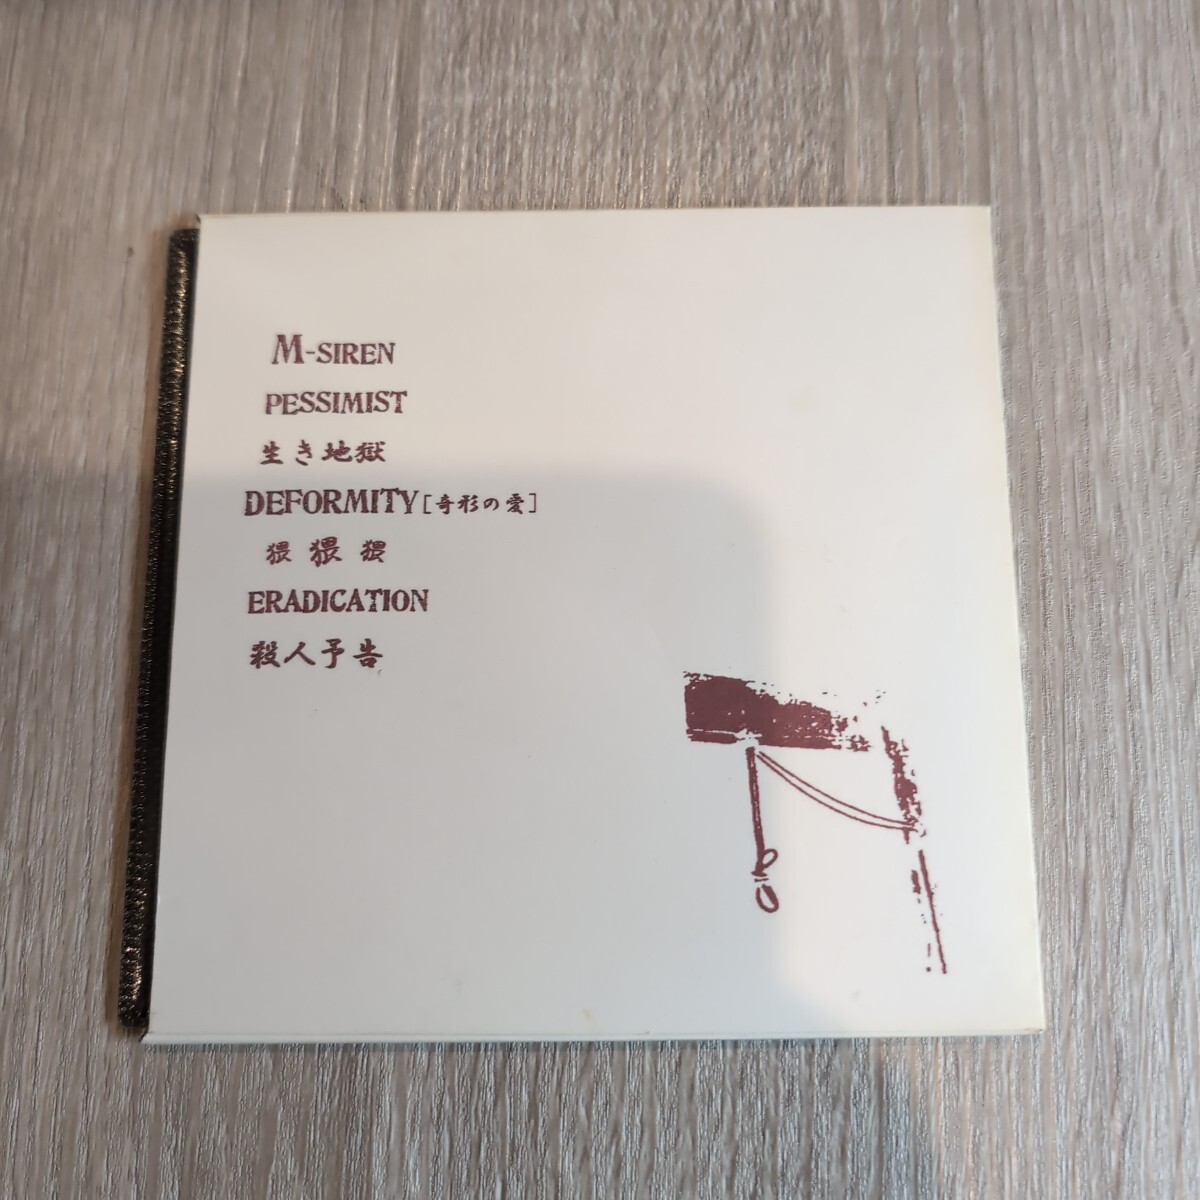 M-SIREN
PESSIMIST
生き地獄
DEFORMITY[奇形の愛]
猥 猥 猥
ERADICATION
殺人予告